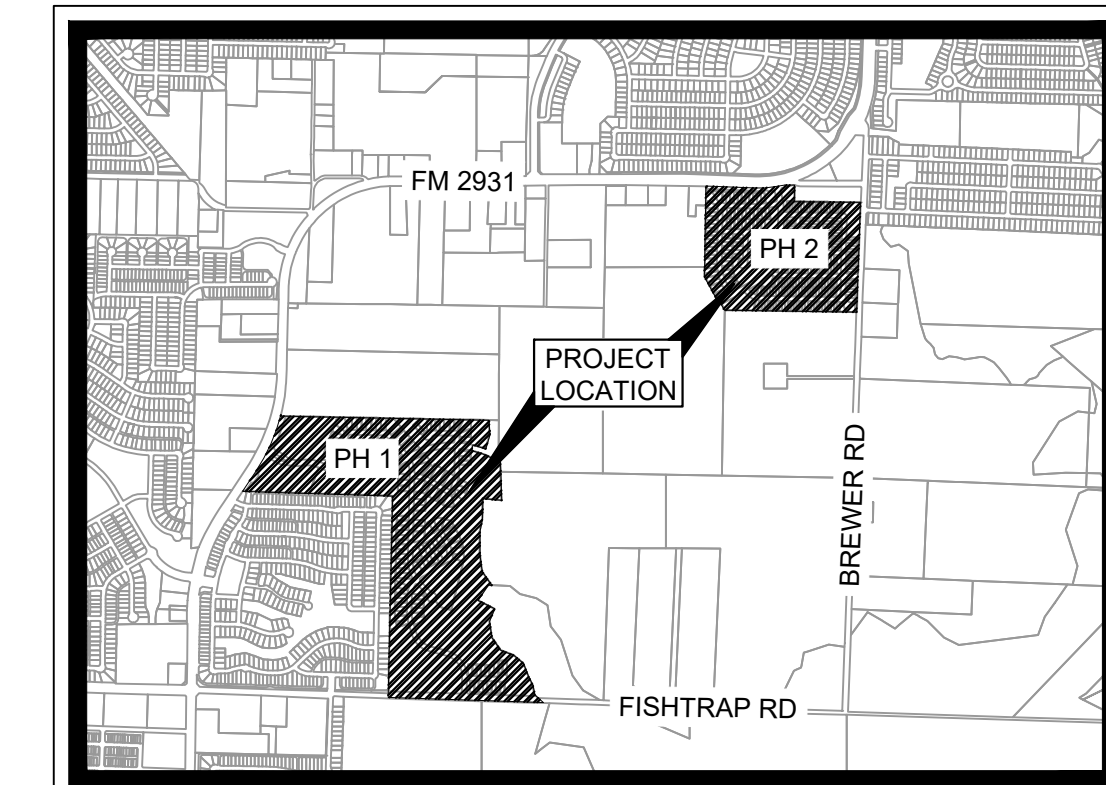 FM 2931
PH 2
PROJECT
LOCATION
PH 1
BREWER RD
FISHTRAP RD